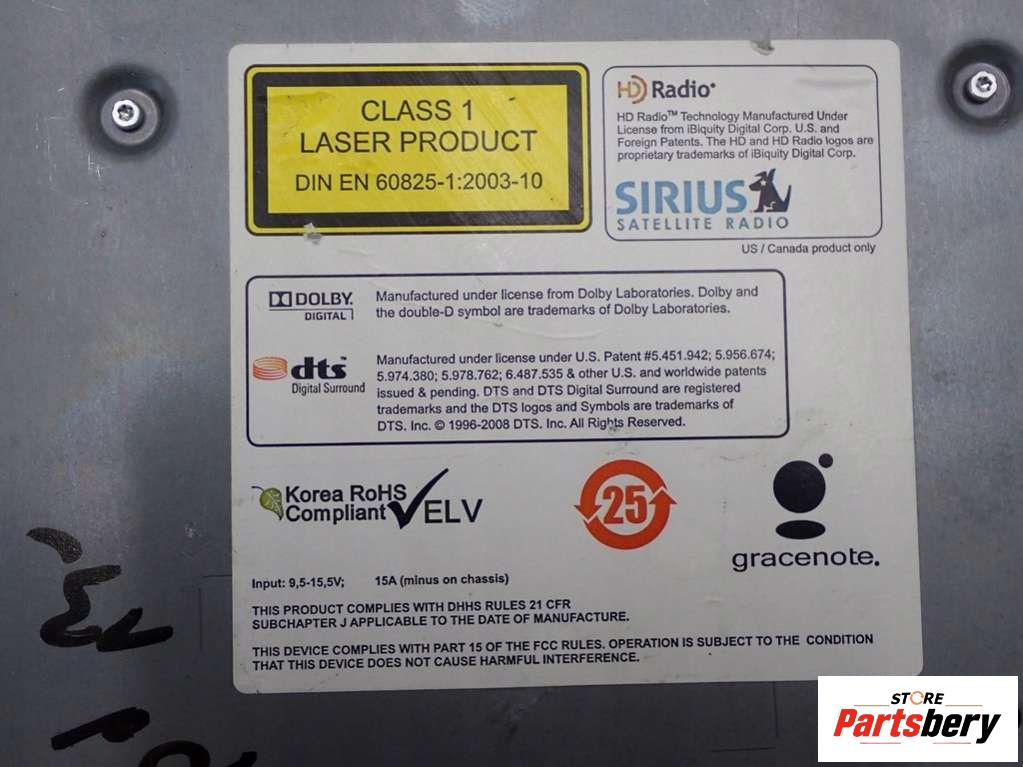 CLASS 1
LASER PRODUCT
DIN EN 60825-1:2003-10
HD Radio
HD Radio™ Technology Manufactured Under
License from iBiquity Digital Corp. U.S. and
Foreign Patents. The HD and HD Radio logos are
proprietary trademarks of iBiquity Digital Corp.
SIRIUS
SATELLITE RADIO
US / Canada product only
DOLBY.
DIGITAL
Manufactured under license from Dolby Laboratories. Dolby and
the double-D symbol are trademarks of Dolby Laboratories.
dts™
Digital Surround
Manufactured under license under U.S. Patent #5.451.942; 5.956.674;
5.974.380; 5.978.762; 6.487.535 & other U.S. and worldwide patents
issued & pending. DTS and DTS Digital Surround are registered
trademarks and the DTS logos and Symbols are trademarks of
DTS. Inc. © 1996-2008 DTS. Inc. All Rights Reserved.
Korea RoHS
Compliant
ELV
25
gracenote.
Input: 9,5-15,5V; 15A (minus on chassis)
THIS PRODUCT COMPLIES WITH DHHS RULES 21 CFR
SUBCHAPTER J APPLICABLE TO THE DATE OF MANUFACTURE.
THIS DEVICE COMPLIES WITH PART 15 OF THE FCC RULES. OPERATION IS SUBJECT TO THE CONDITION
THAT THIS DEVICE DOES NOT CAUSE HARMFUL INTERFERENCE.
STORE
Partsbery